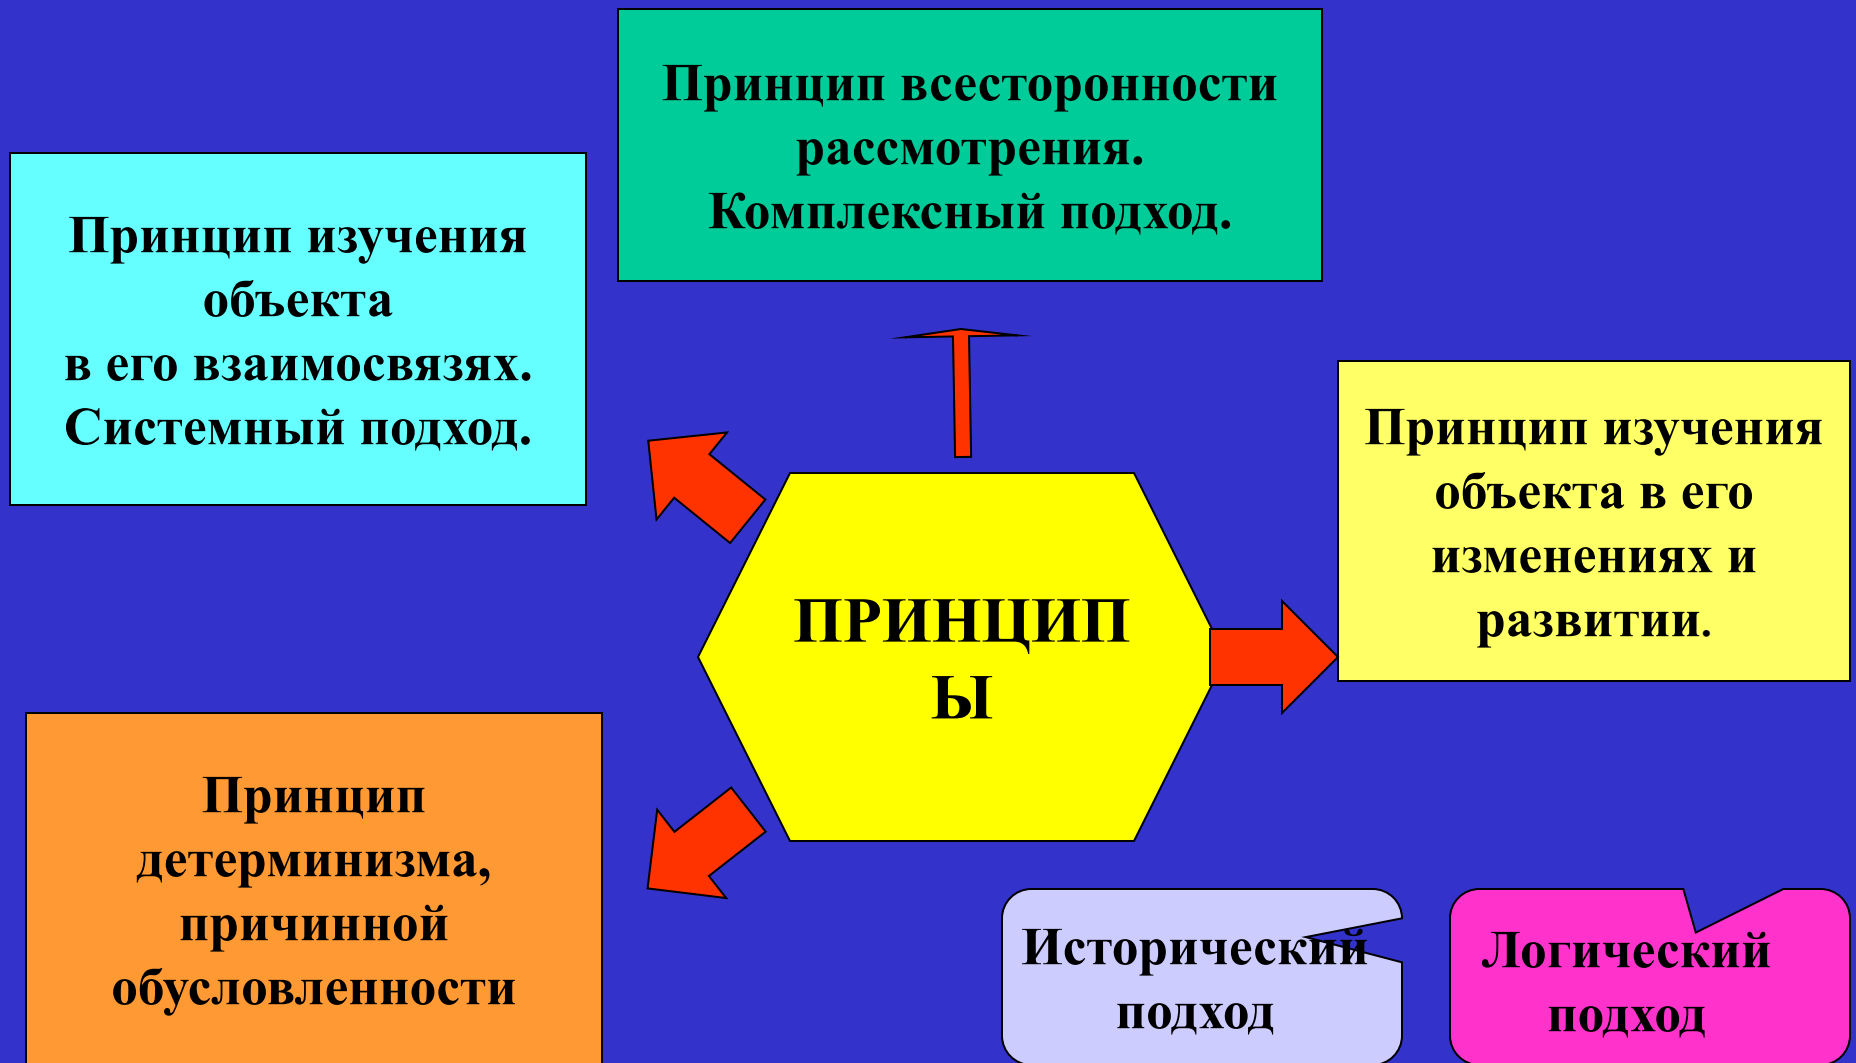 Принцип всесторонности
рассмотрения.
Комплексный подход.
Принцип изучения
объекта
в его взаимосвязях.
Системный подход.
Принцип изучения
объекта в его
изменениях и
развитии.
ПРИНЦИП
Ы
Принцип
детерминизма,
причинной
обусловленности
Исторический
подход
Логический
подход